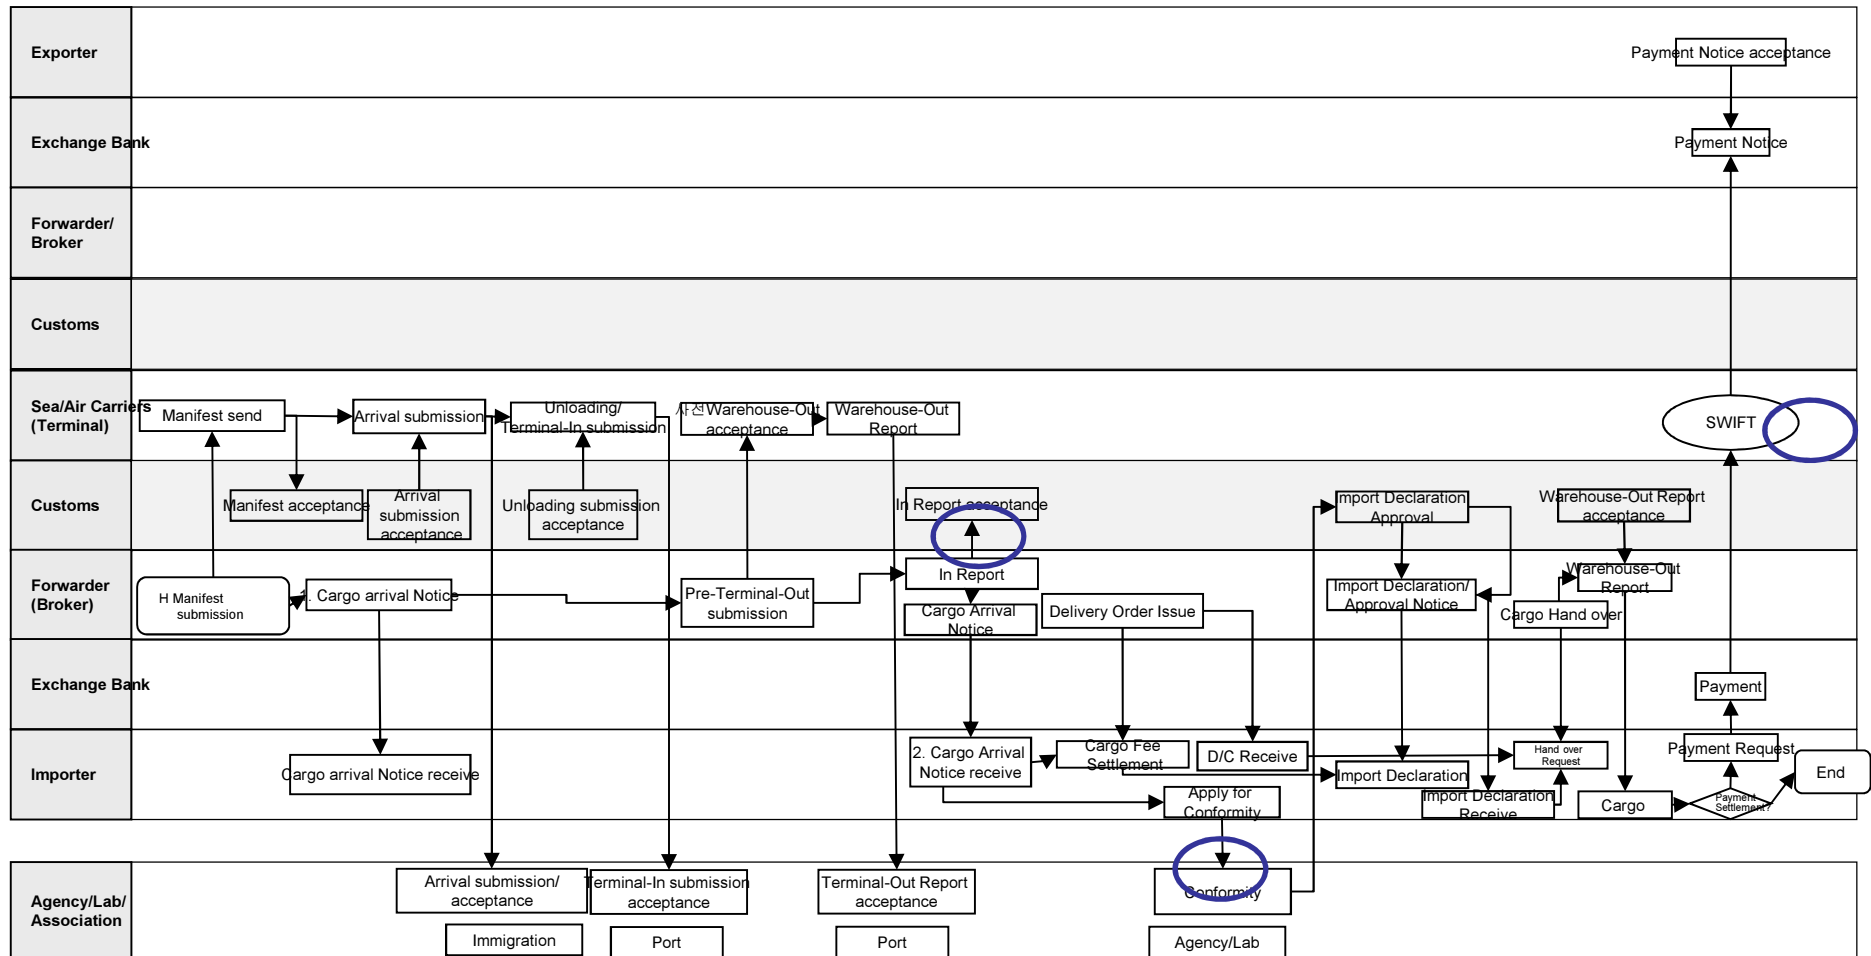 Exporter
Payment Notice acceptance
Exchange Bank
Payment Notice
Forwarder/
Broker
Customs
Sea/Air Carriers
(Terminal)
Manifest send
Arrival submission
Unloading/
Terminal-In submission
사전Warehouse-Out
acceptance
Warehouse-Out
Report
SWIFT
Customs
Manifest acceptance
Arrival
submission
acceptance
Unloading submission
acceptance
In Report acceptance
Import Declaration
Approval
Warehouse-Out Report
acceptance
Forwarder
(Broker)
H Manifest
submission
1. Cargo arrival Notice
Pre-Terminal-Out
submission
In Report
Cargo Arrival
Notice
Delivery Order Issue
Import Declaration/
Approval Notice
Warehouse-Out
Report
Cargo Hand over
Exchange Bank
Payment
Importer
Cargo arrival Notice receive
2. Cargo Arrival
Notice receive
Cargo Fee
Settlement
D/C Receive
Import Declaration
Hand over
Request
Payment Request
End
Apply for
Conformity
Import Declaration
Receive
Cargo
Payment
Settlement?
Agency/Lab/
Association
Arrival submission/
acceptance
Terminal-In submission
acceptance
Terminal-Out Report
acceptance
Conformity
Immigration
Port
Port
Agency/Lab